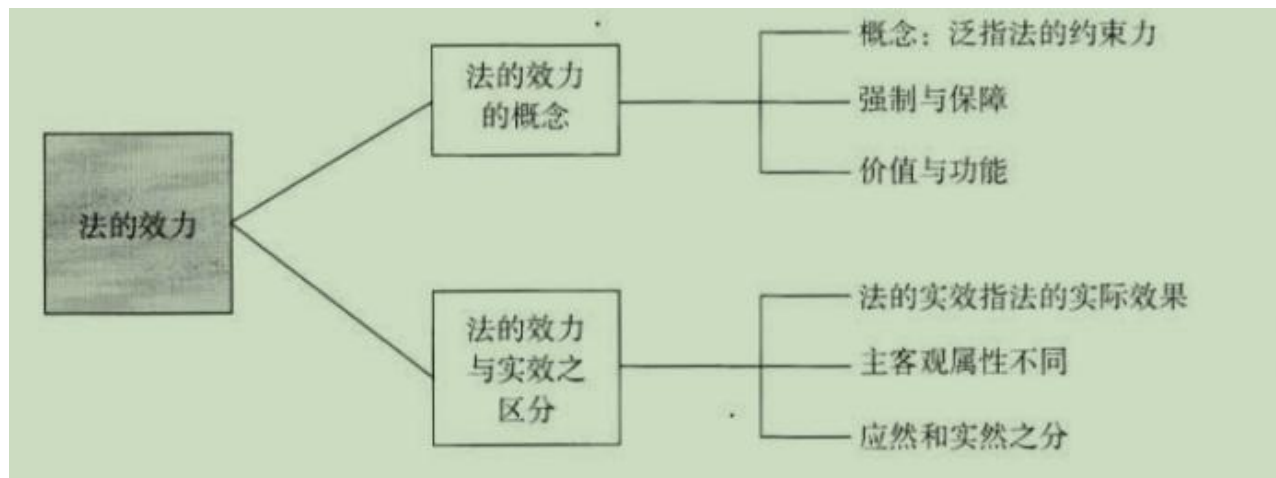 法的效力
法的效力
的概念
概念：泛指法的约束力
强制与保障
价值与功能
法的效力
与实效之
区分
法的实效指法的实际效果
主客观属性不同
应然和实然之分